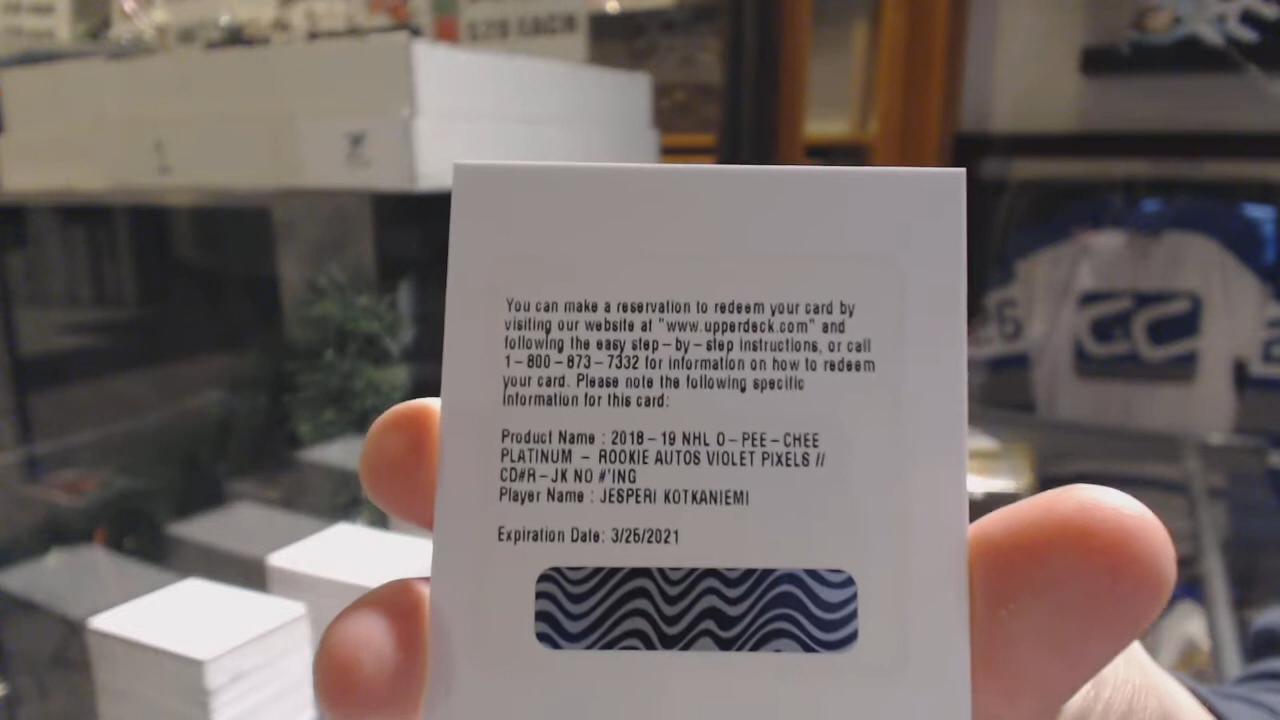 $20 EACH
You can make a reservation to redeem your card by
visiting our website at "www.upperdeck.com" and
following the easy step-by-step instructions, or call
1-800-873-7332 for information on how to redeem
your card. Please note the following specific
information for this card:
Product Name : 2018-19 NHL O-PEE-CHEE
PLATINUM - ROOKIE AUTOS VIOLET PIXELS //
CD#R-JK NO #'ING
Player Name : JESPERI KOTKANIEMI
Expiration Date: 3/25/2021